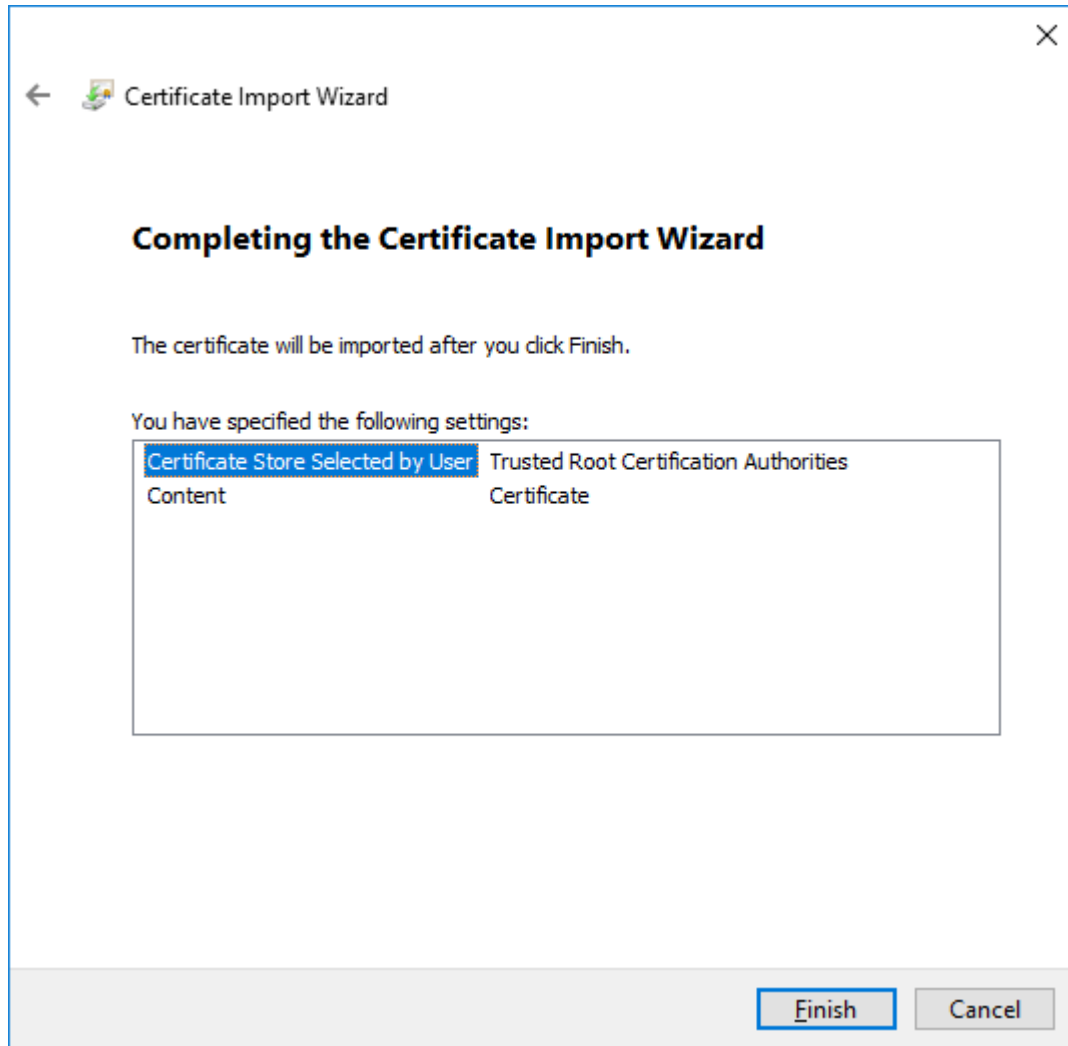 Certificate Import Wizard
Completing the Certificate Import Wizard
The certificate will be imported after you click Finish.
You have specified the following settings:
Certificate Store Selected by User Trusted Root Certification Authorities
Content Certificate
Finish Cancel